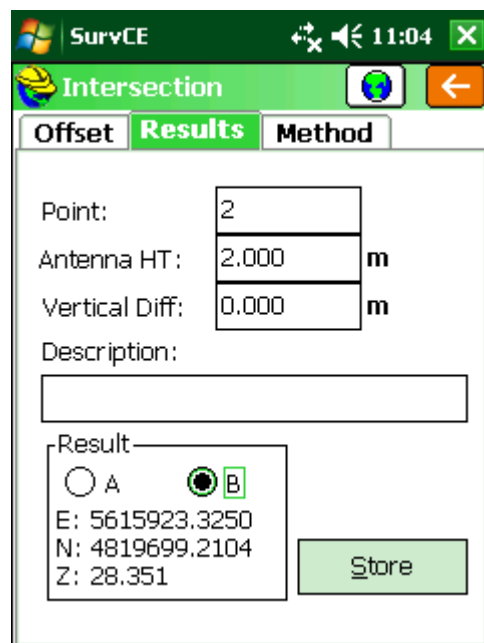 SurvCE 11:04
Intersection
Offset Results Method
Point: 2
Antenna HT: 2.000 m
Vertical Diff: 0.000 m
Description:
Result
A B
E: 5615923.3250
N: 4819699.2104
Z: 28.351
Store